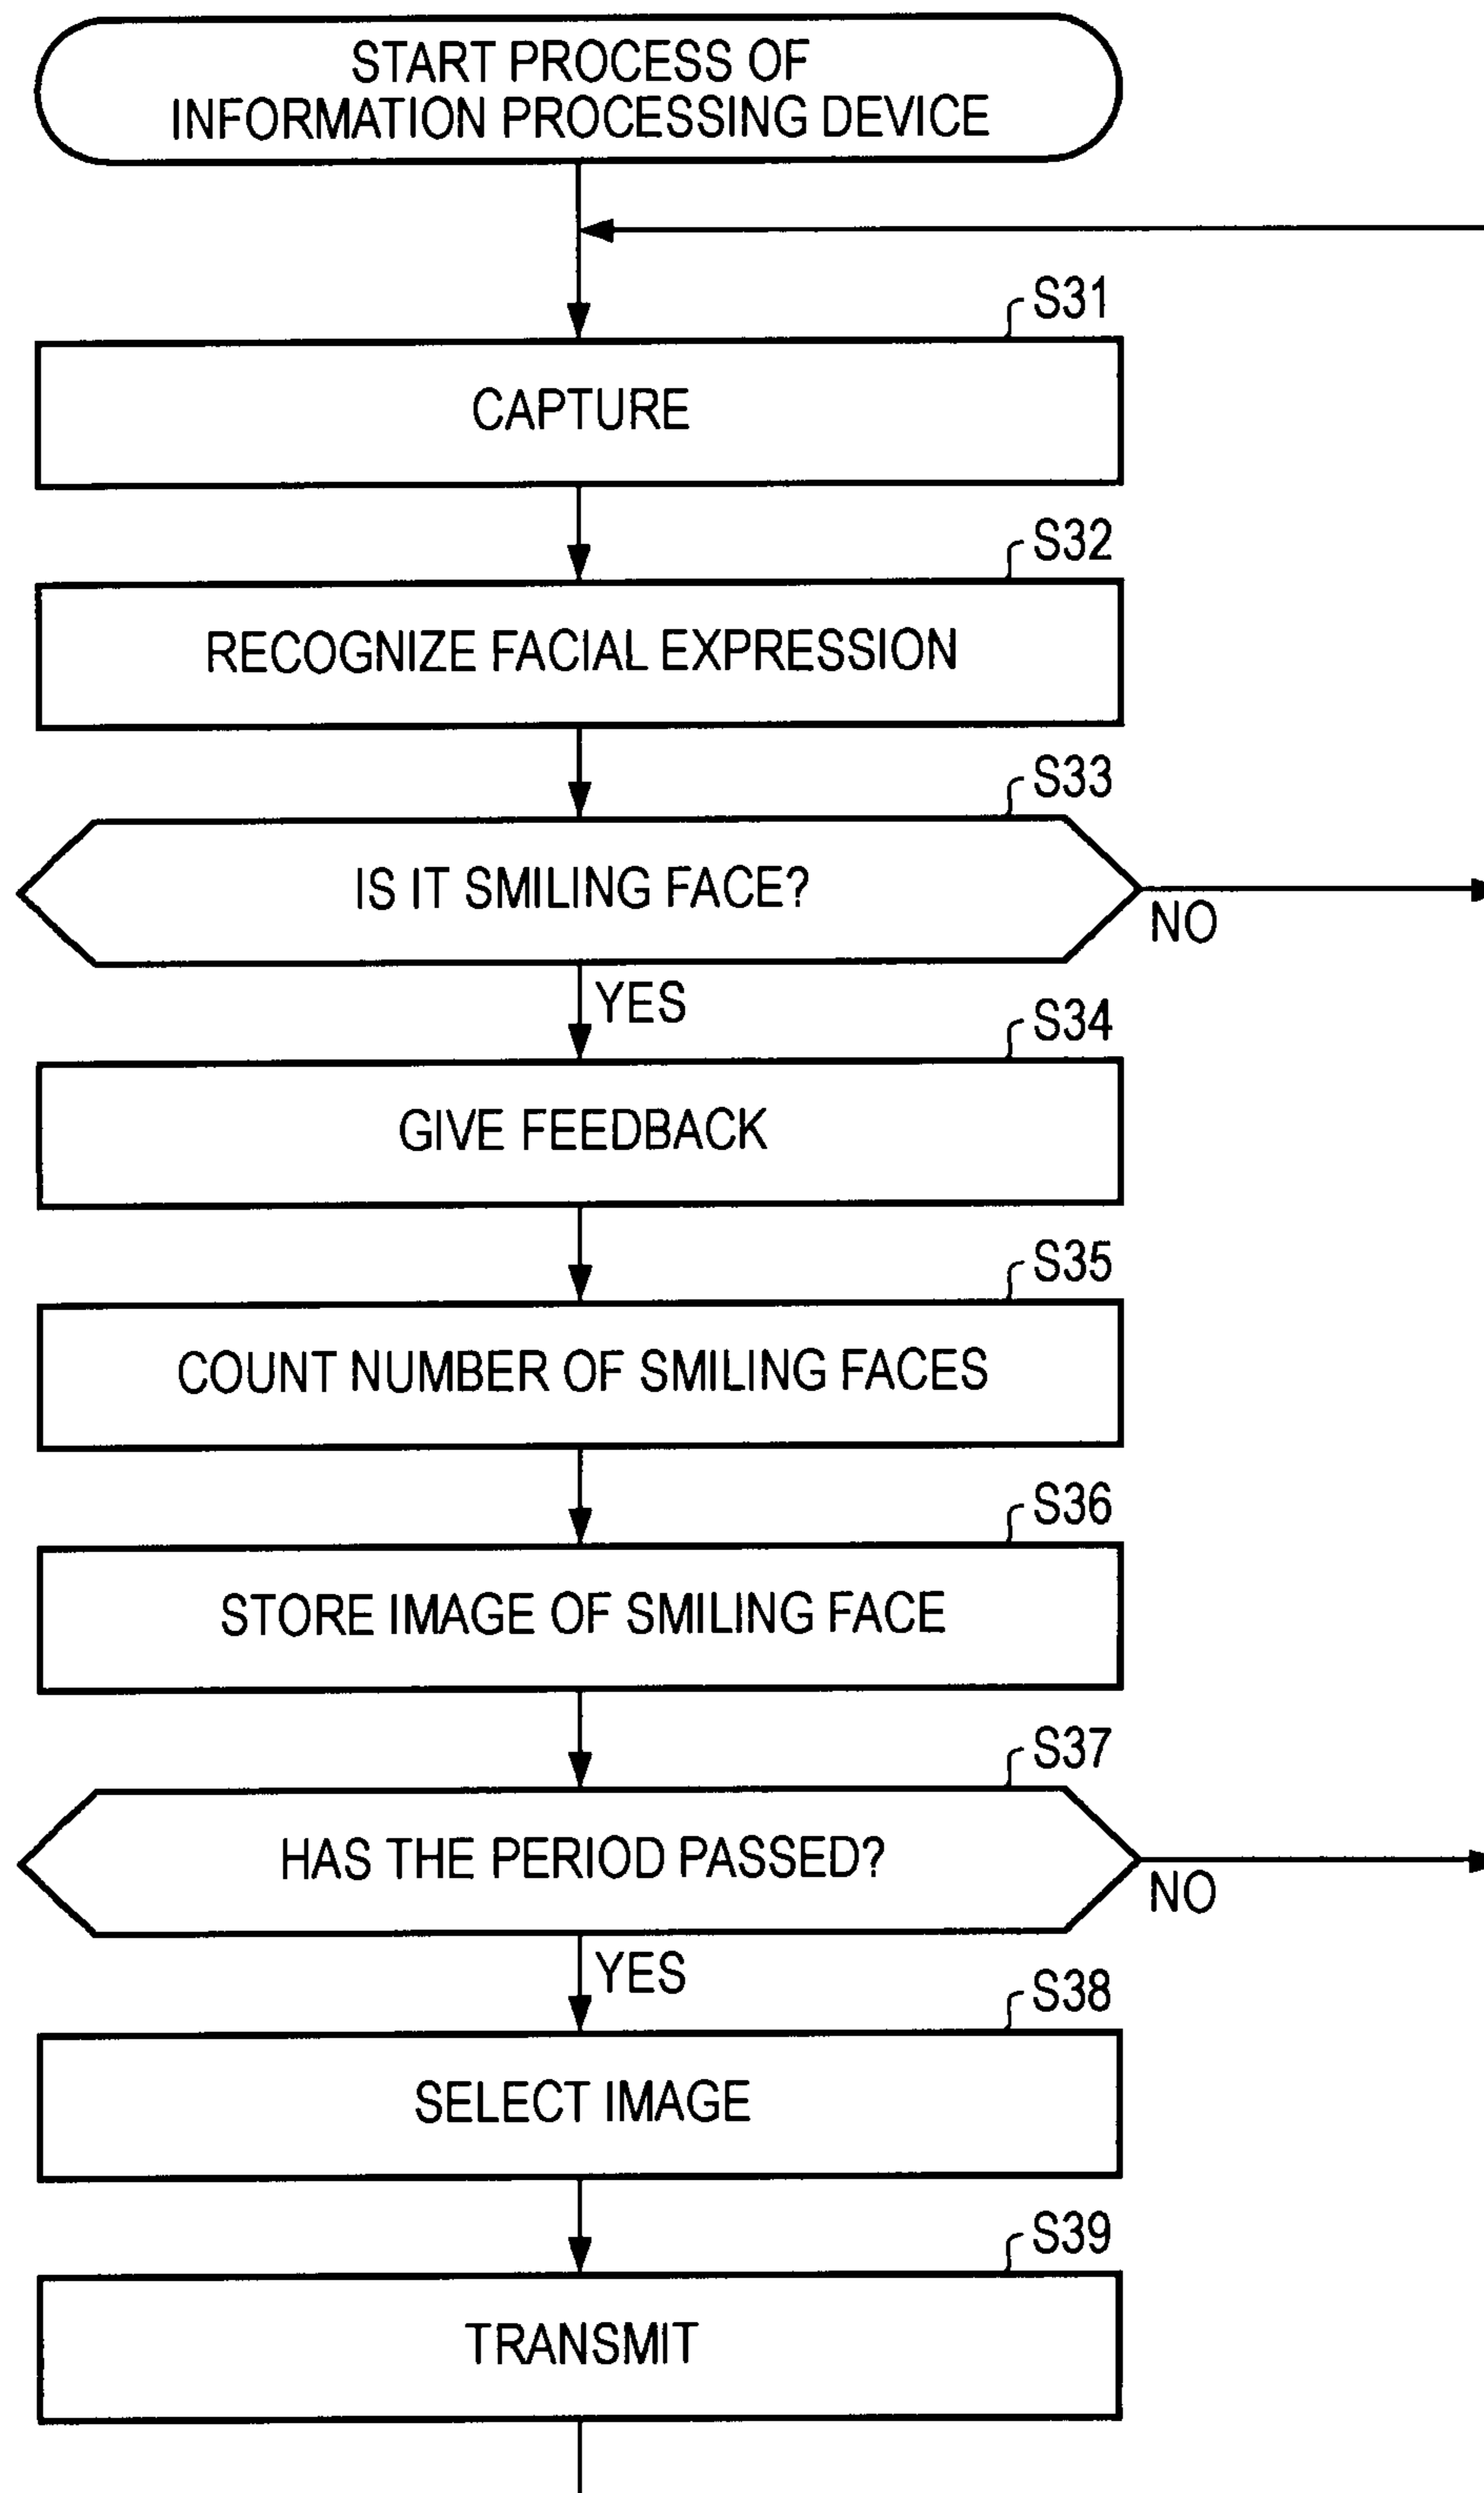 START PROCESS OF
INFORMATION PROCESSING DEVICE
S31
CAPTURE
S32
RECOGNIZE FACIAL EXPRESSION
S33
IS IT SMILING FACE?
NO
YES
S34
GIVE FEEDBACK
S35
COUNT NUMBER OF SMILING FACES
S36
STORE IMAGE OF SMILING FACE
S37
HAS THE PERIOD PASSED?
NO
YES
S38
SELECT IMAGE
S39
TRANSMIT